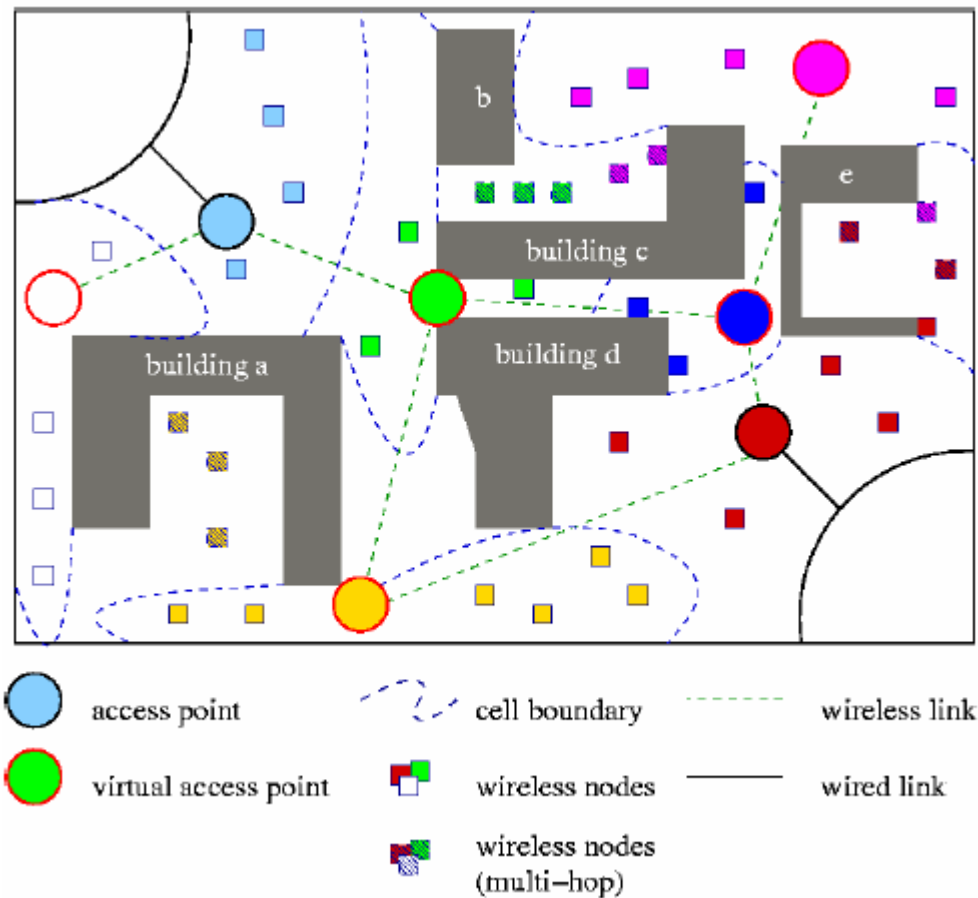 b
e
building c
building a
building d
access point
cell boundary
wireless link
virtual access point
wireless nodes
wired link
wireless nodes
(multi−hop)